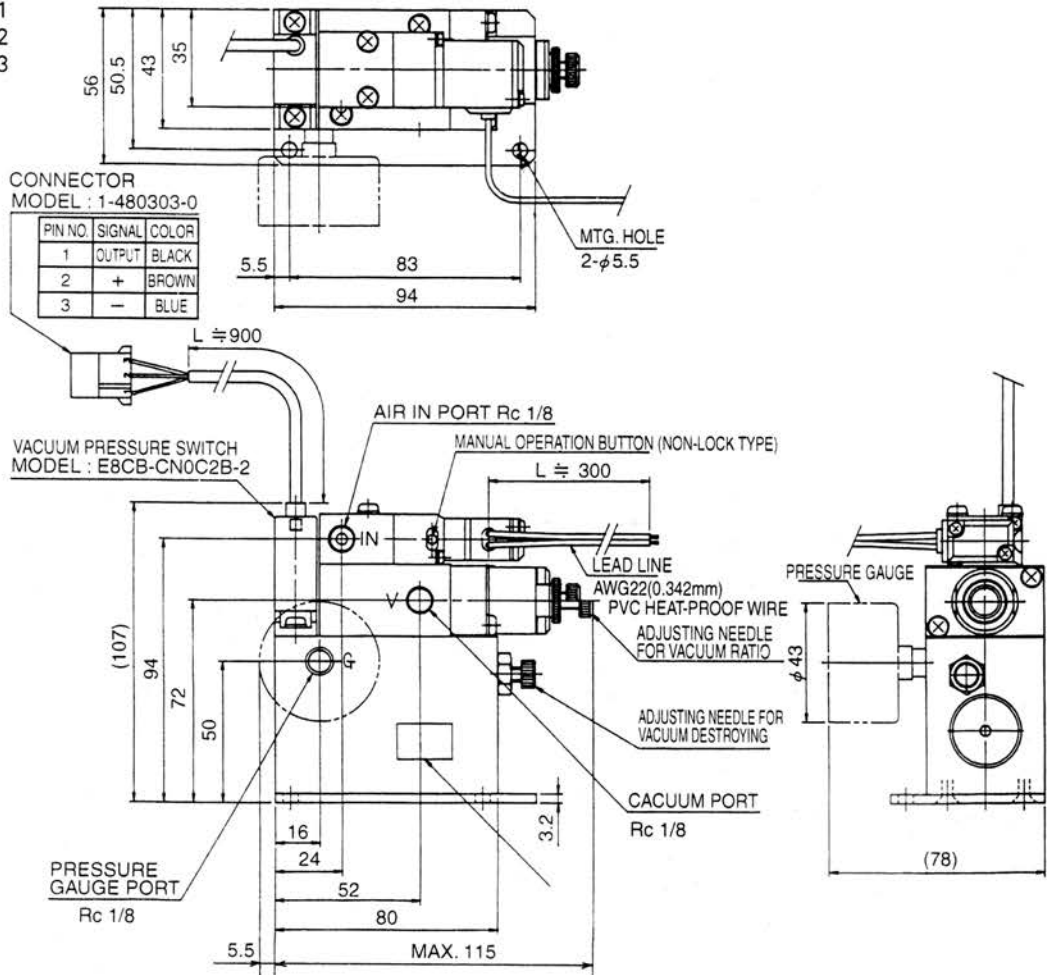 1
2
3
56
50.5
43
35
CONNECTOR
MODEL : 1-480303-0
PIN NO. SIGNAL COLOR
1 OUTPUT BLACK
2 + BROWN
3 − BLUE
MTG. HOLE
2-φ5.5
5.5
83
94
L ≒900
AIR IN PORT Rc 1/8
MANUAL OPERATION BUTTON (NON-LOCK TYPE)
VACUUM PRESSURE SWITCH
MODEL : E8CB-CN0C2B-2
L ≒ 300
IN
LEAD LINE
AWG22(0.342mm)
PVC HEAT-PROOF WIRE
PRESSURE GAUGE
V
ADJUSTING NEEDLE
FOR VACUUM RATIO
G
φ43
(107)
94
72
50
ADJUSTING NEEDLE FOR
VACUUM DESTROYING
CACUUM PORT
Rc 1/8
3.2
16
24
52
80
PRESSURE
GAUGE PORT
Rc 1/8
(78)
5.5
MAX. 115